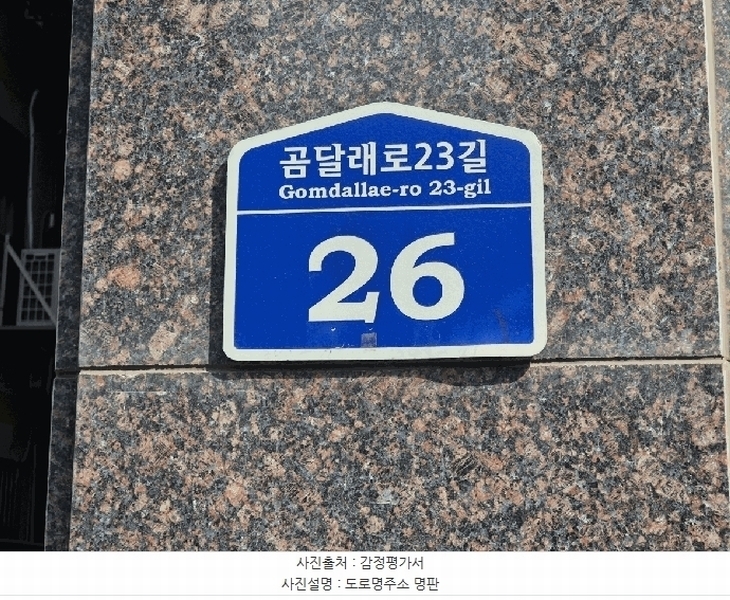 곰달래로23길
Gomdallae-ro 23-gil
26
사진출처 : 감정평가서
사진설명 : 도로명주소 명판